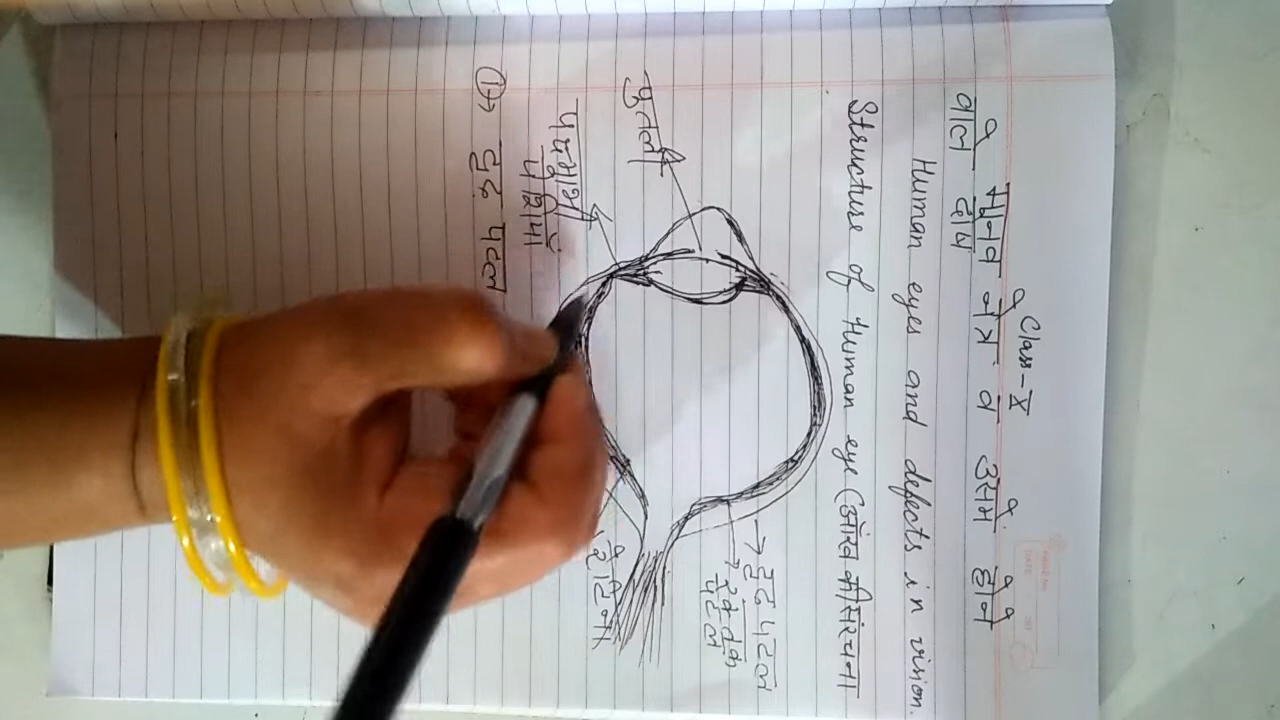 Class - X
मानव नेत्र व उसमे होने
वाले दोष
Human eyes and defects in vision.
Structure of Human eye (आँख की संरचना
पुतली
पक्ष्माभी
पेशियाँ
→ दृढ़ पटल
→ रक्तक
पटल
रेटिना
① → दृढ़ पटल